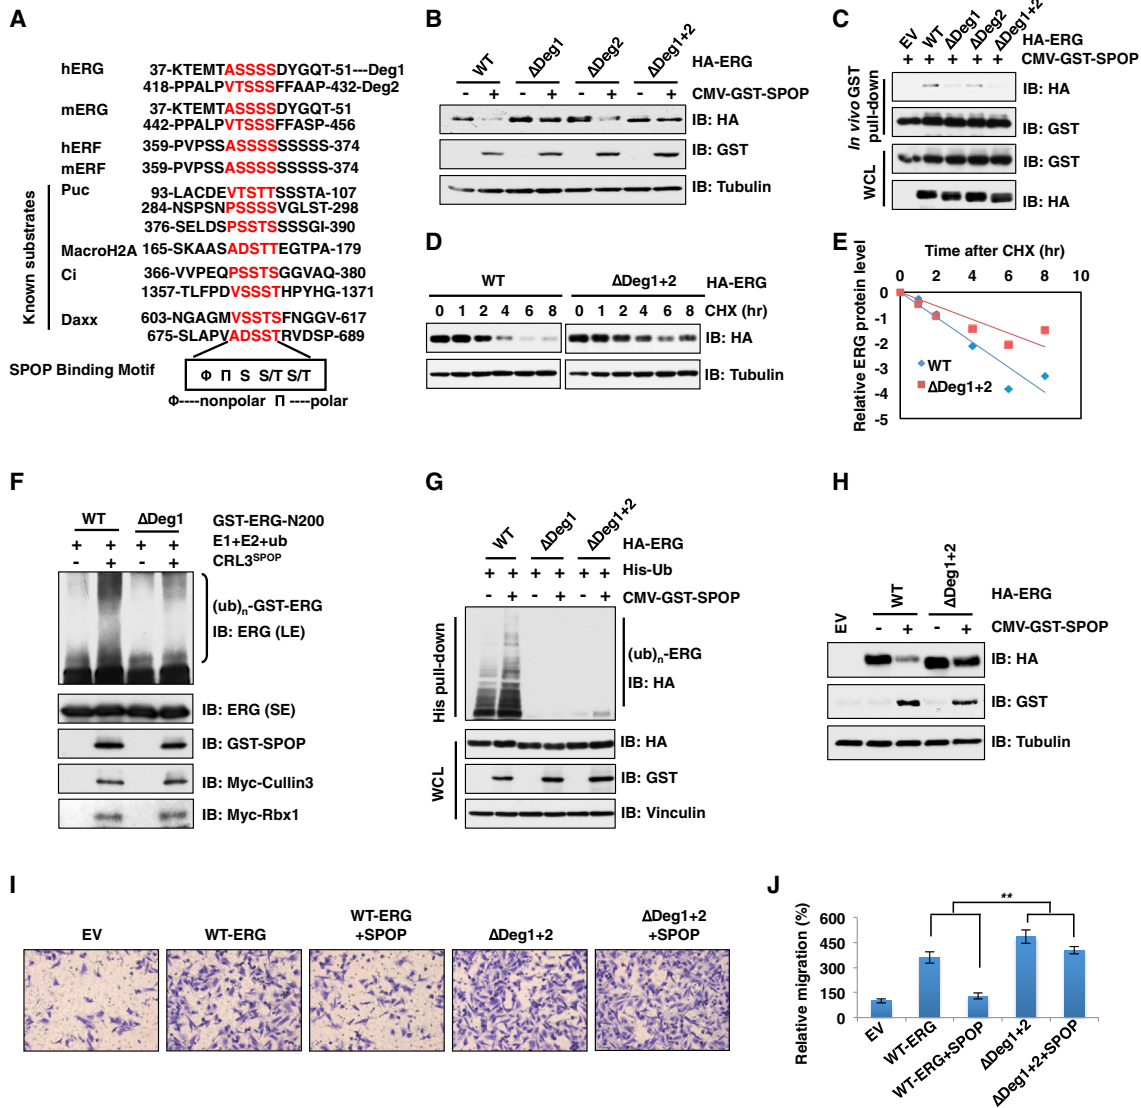 A
hERG 37-KTEMTASSSSDYGQT-51---Deg1
418-PPALPVTSSSFFAAP-432-Deg2
mERG 37-KTEMTASSSSDYGQT-51
442-PPALPVTSSSFFASP-456
hERF 359-PVPSSASSSSSSSSS-374
mERF 359-PVPSSASSSSSSSSS-374
Known substrates
Puc 93-LACDEVTSTTSSSTA-107
284-NSPSNPSSSSVGLST-298
376-SELDSPSSTSSSSGI-390
MacroH2A 165-SKAASADSTTEGTPA-179
Ci 366-VVPEQPSSTSGGVAQ-380
1357-TLFPDVSSSTHPYHG-1371
Daxx 603-NGAGMVSSTSFNGGV-617
675-SLAPVADSSTRVDSP-689
SPOP Binding Motif Φ Π S S/T S/T
Φ----nonpolar Π ----polar
B
WT ΔDeg1 ΔDeg2 ΔDeg1+2 HA-ERG
- + - + - + - + CMV-GST-SPOP
IB: HA
IB: GST
IB: Tubulin
C
EV WT ΔDeg1 ΔDeg2 ΔDeg1+2 HA-ERG
+ + + + + CMV-GST-SPOP
In vivo GST pull-down
IB: HA
IB: GST
WCL
IB: GST
IB: HA
D
WT ΔDeg1+2 HA-ERG
0 1 2 4 6 8 0 1 2 4 6 8 CHX (hr)
IB: HA
IB: Tubulin
E
Time after CHX (hr)
0 2 4 6 8 10
Relative ERG protein level
0
-1
-2
-3
-4
-5
WT
ΔDeg1+2
F
WT ΔDeg1 GST-ERG-N200
+ + + + E1+E2+ub
- + - + CRL3SPOP
(ub)n-GST-ERG
IB: ERG (LE)
IB: ERG (SE)
IB: GST-SPOP
IB: Myc-Cullin3
IB: Myc-Rbx1
G
WT ΔDeg1 ΔDeg1+2 HA-ERG
+ + + + + + His-Ub
- + - + - + CMV-GST-SPOP
His pull-down
(ub)n-ERG
IB: HA
WCL
IB: HA
IB: GST
IB: Vinculin
H
EV WT ΔDeg1+2 HA-ERG
- + - + CMV-GST-SPOP
IB: HA
IB: GST
IB: Tubulin
I
EV WT-ERG WT-ERG +SPOP ΔDeg1+2 ΔDeg1+2 +SPOP
J
Relative migration (%)
**
600
450
300
150
0
EV WT-ERG WT-ERG+SPOP ΔDeg1+2 ΔDeg1+2+SPOP